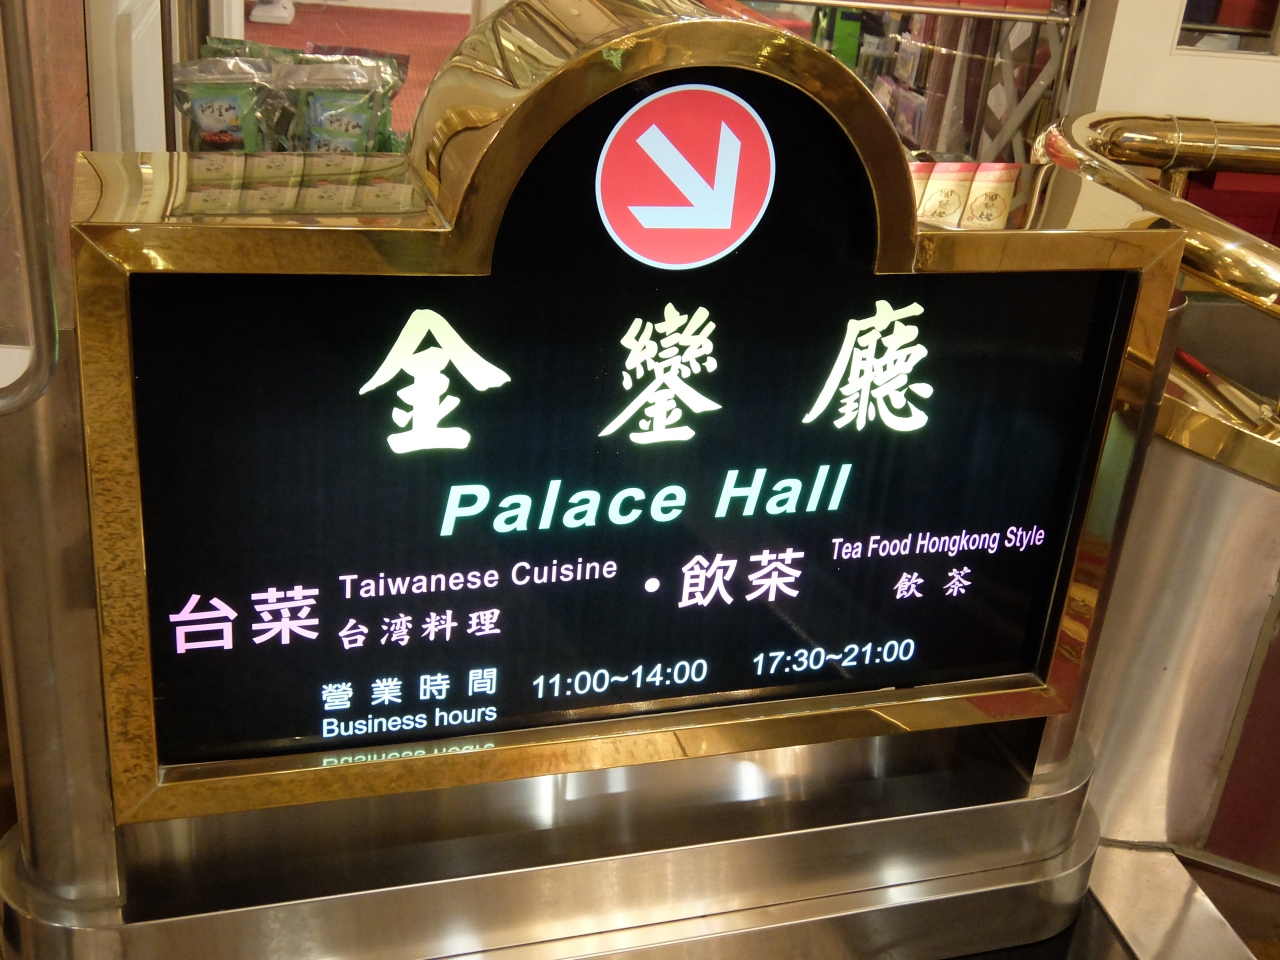 金鑾廳
Palace Hall
台菜 Taiwanese Cuisine ・飲茶 Tea Food Hongkong Style
台湾料理 飲茶
營業時間 11:00~14:00 17:30~21:00
Business hours